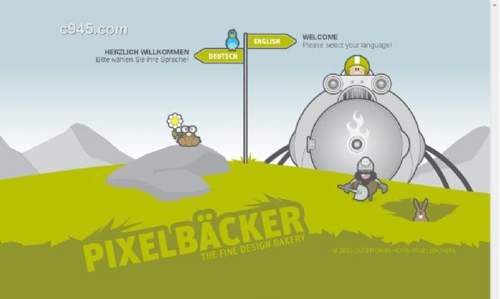 c945.com
HERZLICH WILLKOMMEN
Bitte wählen Sie Ihre Sprache!
DEUTSCH
ENGLISH
WELCOME
Please select your language!
PIXELBÄCKER
THE FINE DESIGN BAKERY